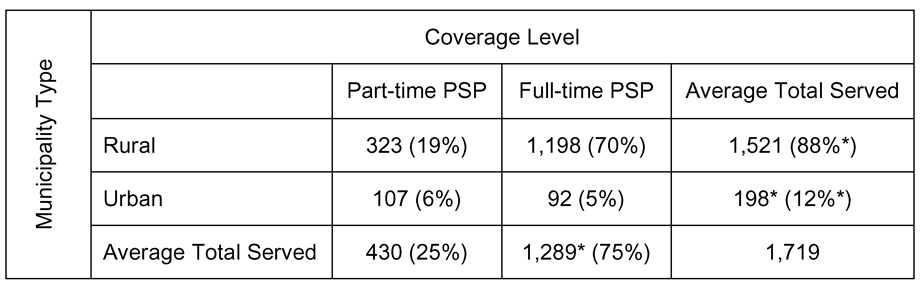 Municipality Type
Coverage Level
Part-time PSP Full-time PSP Average Total Served
Rural 323 (19%) 1,198 (70%) 1,521 (88%*)
Urban 107 (6%) 92 (5%) 198* (12%*)
Average Total Served 430 (25%) 1,289* (75%) 1,719